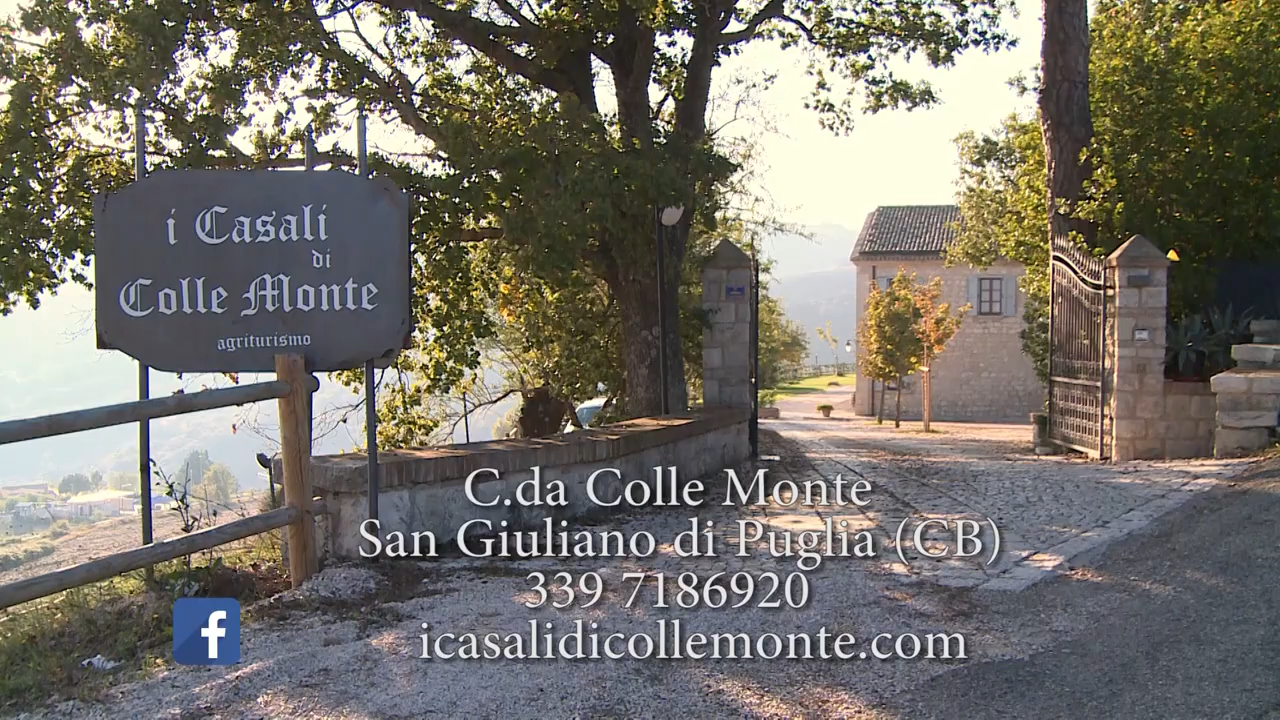 i Casali
di
Colle Monte
agriturismo
C.da Colle Monte
San Giuliano di Puglia (CB)
339 7186920
f
icasalidicollemonte.com